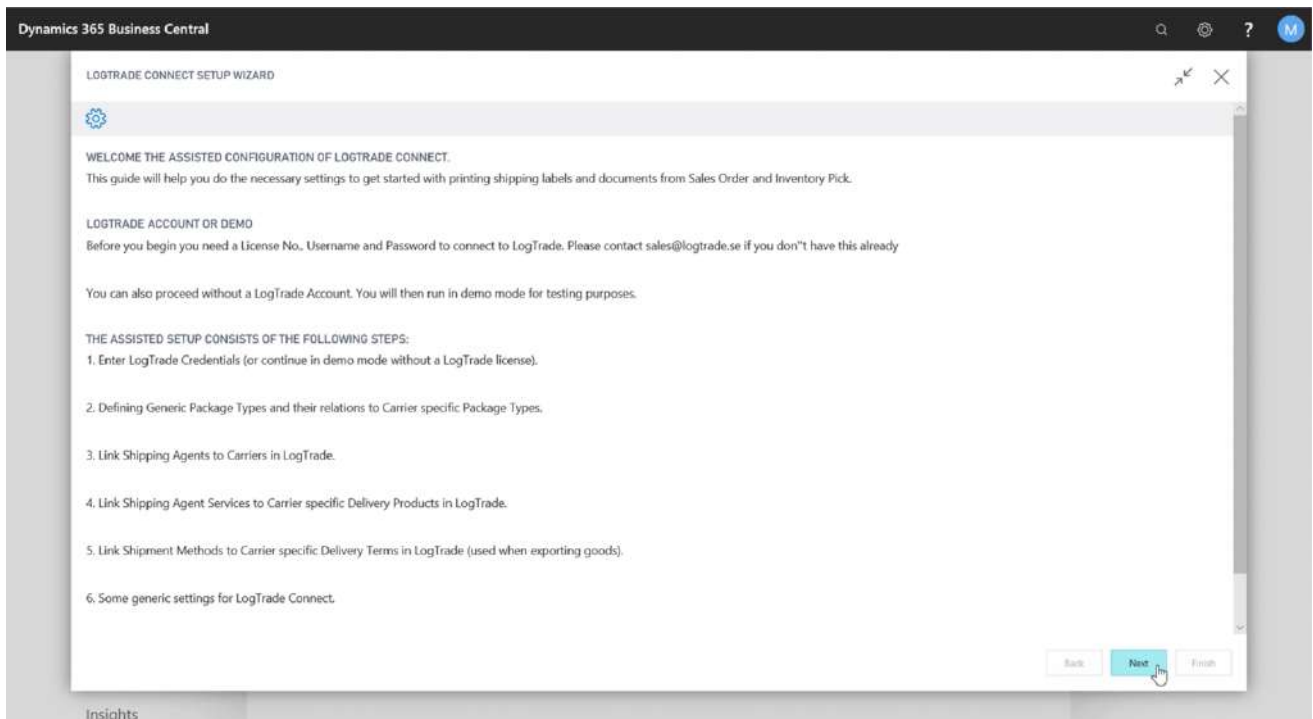 Dynamics 365 Business Central
?
M
LOGTRADE CONNECT SETUP WIZARD
WELCOME THE ASSISTED CONFIGURATION OF LOGTRADE CONNECT.
This guide will help you do the necessary settings to get started with printing shipping labels and documents from Sales Order and Inventory Pick.
LOGTRADE ACCOUNT OR DEMO
Before you begin you need a License No., Username and Password to connect to LogTrade. Please contact sales@logtrade.se if you don"t have this already
You can also proceed without a LogTrade Account. You will then run in demo mode for testing purposes.
THE ASSISTED SETUP CONSISTS OF THE FOLLOWING STEPS:
1. Enter LogTrade Credentials (or continue in demo mode without a LogTrade license).
2. Defining Generic Package Types and their relations to Carrier specific Package Types.
3. Link Shipping Agents to Carriers in LogTrade.
4. Link Shipping Agent Services to Carrier specific Delivery Products in LogTrade.
5. Link Shipment Methods to Carrier specific Delivery Terms in LogTrade (used when exporting goods).
6. Some generic settings for LogTrade Connect.
Back
Next
Finish
Insights